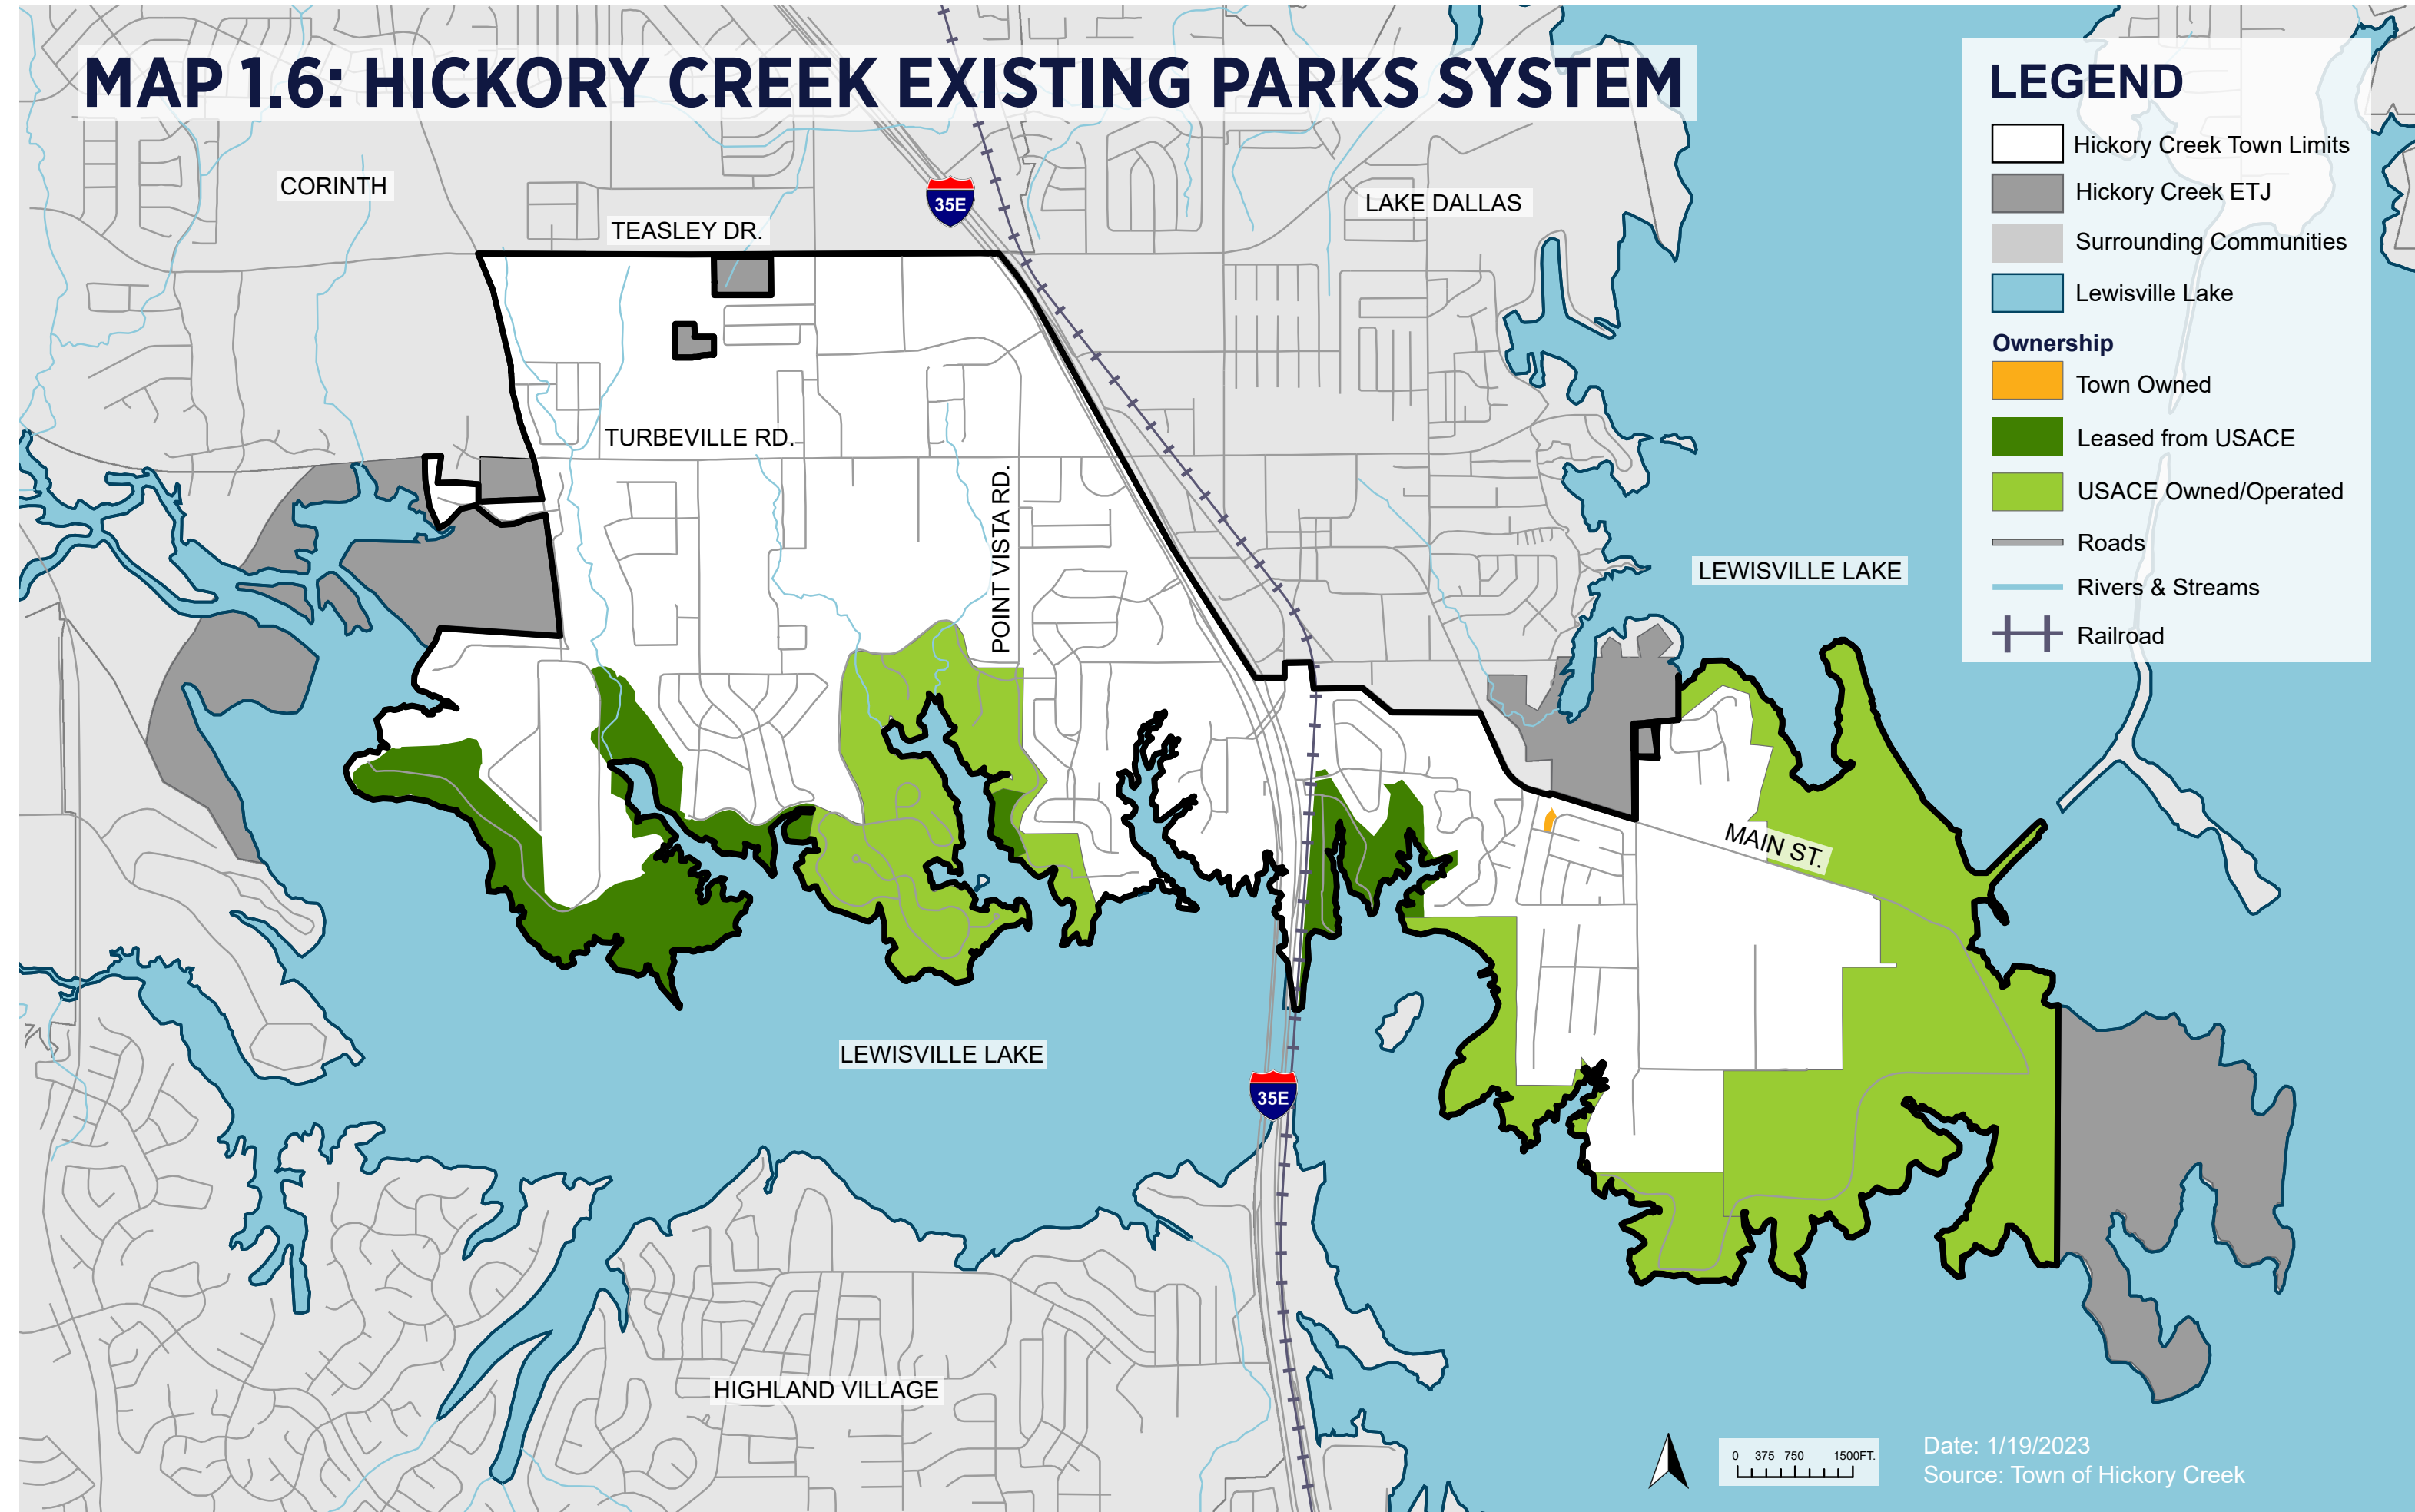 MAP 1.6: HICKORY CREEK EXISTING PARKS SYSTEM
LEGEND
Hickory Creek Town Limits
Hickory Creek ETJ
Surrounding Communities
Lewisville Lake
Ownership
Town Owned
Leased from USACE
USACE Owned/Operated
Roads
Rivers & Streams
Railroad
CORINTH
35E
LAKE DALLAS
TEASLEY DR.
TURBEVILLE RD.
POINT VISTA RD.
LEWISVILLE LAKE
MAIN ST.
LEWISVILLE LAKE
35E
HIGHLAND VILLAGE
0 375 750 1500FT.
Date: 1/19/2023
Source: Town of Hickory Creek